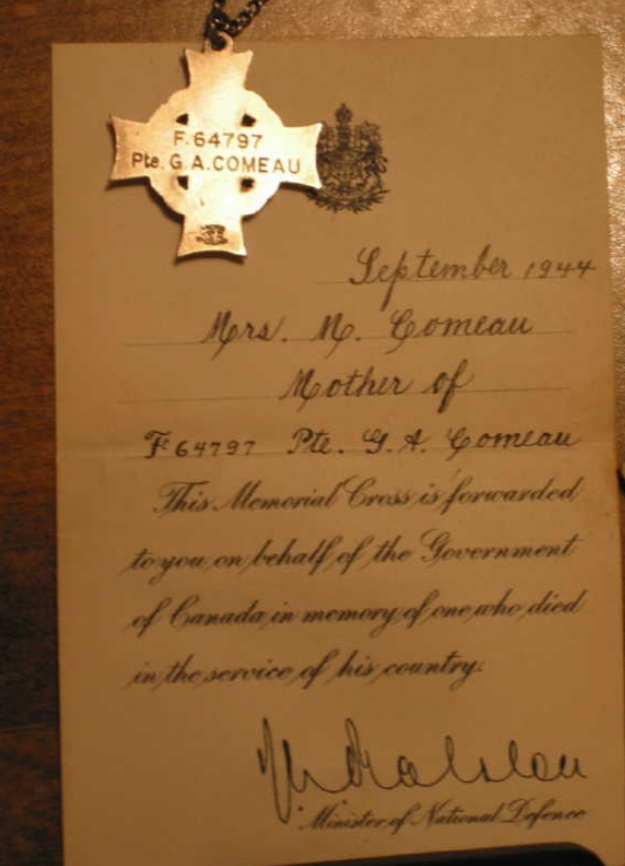 F.64797
Pte. G.A.COMEAU
September 1944
Mrs. M. Comeau
Mother of
F 64797 Pte. G. A. Comeau
This Memorial Cross is forwarded
to you on behalf of the Government
of Canada in memory of one who died
in the service of his country.
Minister of National Defence